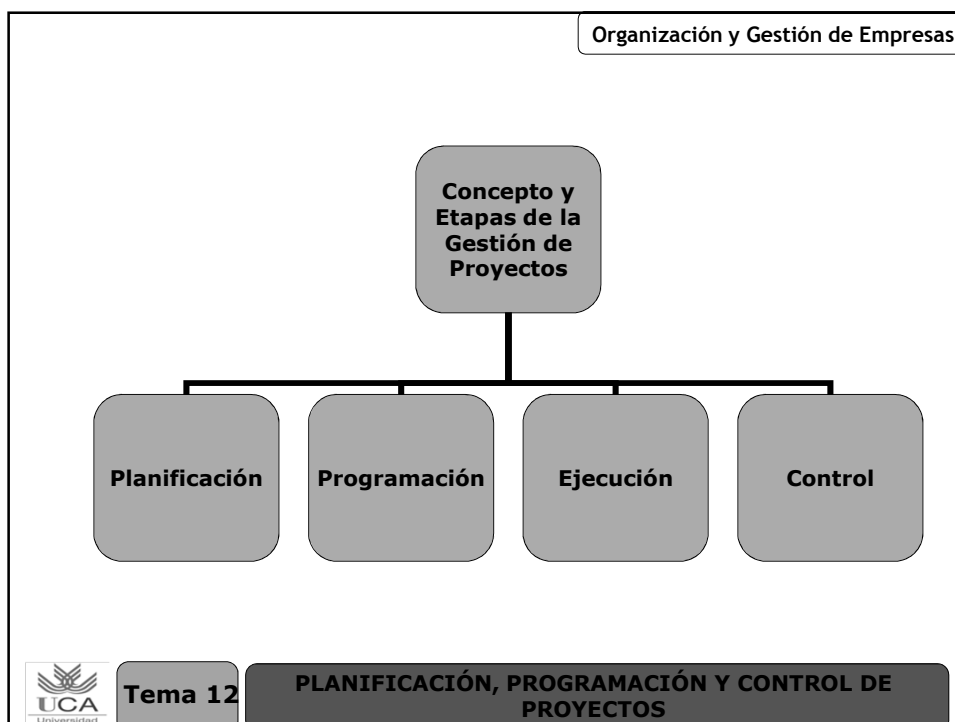 Organización y Gestión de Empresas
Concepto y
Etapas de la
Gestión de
Proyectos
Planificación
Programación
Ejecución
Control
UCA
Universidad
Tema 12
PLANIFICACIÓN, PROGRAMACIÓN Y CONTROL DE
PROYECTOS